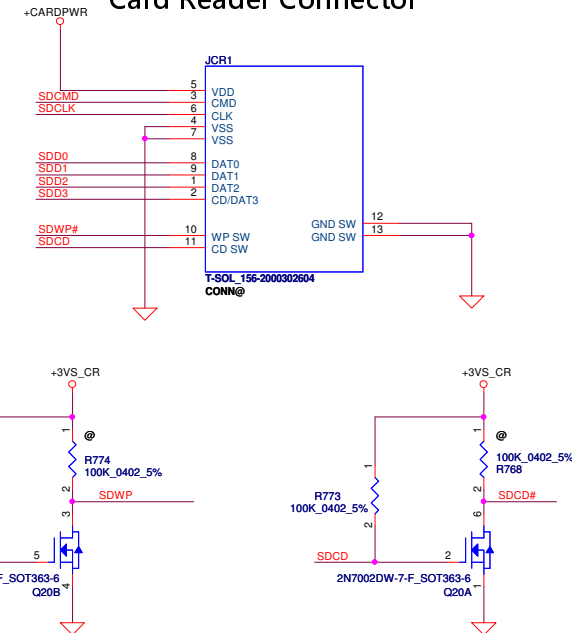 Card Reader Connector
+CARDPWR
JCR1
5 VDD
SDCMD 3 CMD
SDCLK 6 CLK
4 VSS
7 VSS
SDD0 8 DAT0
SDD1 9 DAT1
SDD2 1 DAT2
SDD3 2 CD/DAT3
GND SW 12
SDWP# 10 WP SW GND SW 13
SDCD 11 CD SW
T-SOL_156-2000302604
CONN@
+3VS_CR
1 @
R774
100K_0402_5%
2
SDWP
3
5
F_SOT363-6
4
Q20B
+3VS_CR
1 @
100K_0402_5%
R768
1
R773
100K_0402_5%
2
2
SDCD#
6
SDCD
2
2N7002DW-7-F_SOT363-6
1
Q20A